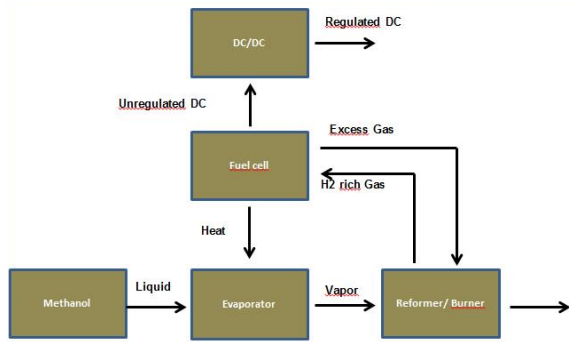 Regulated DC
DC/DC
Unregulated DC
Excess Gas
Fuel cell
H2 rich Gas
Heat
Liquid
Vapor
Methanol
Evaporator
Reformer/ Burner